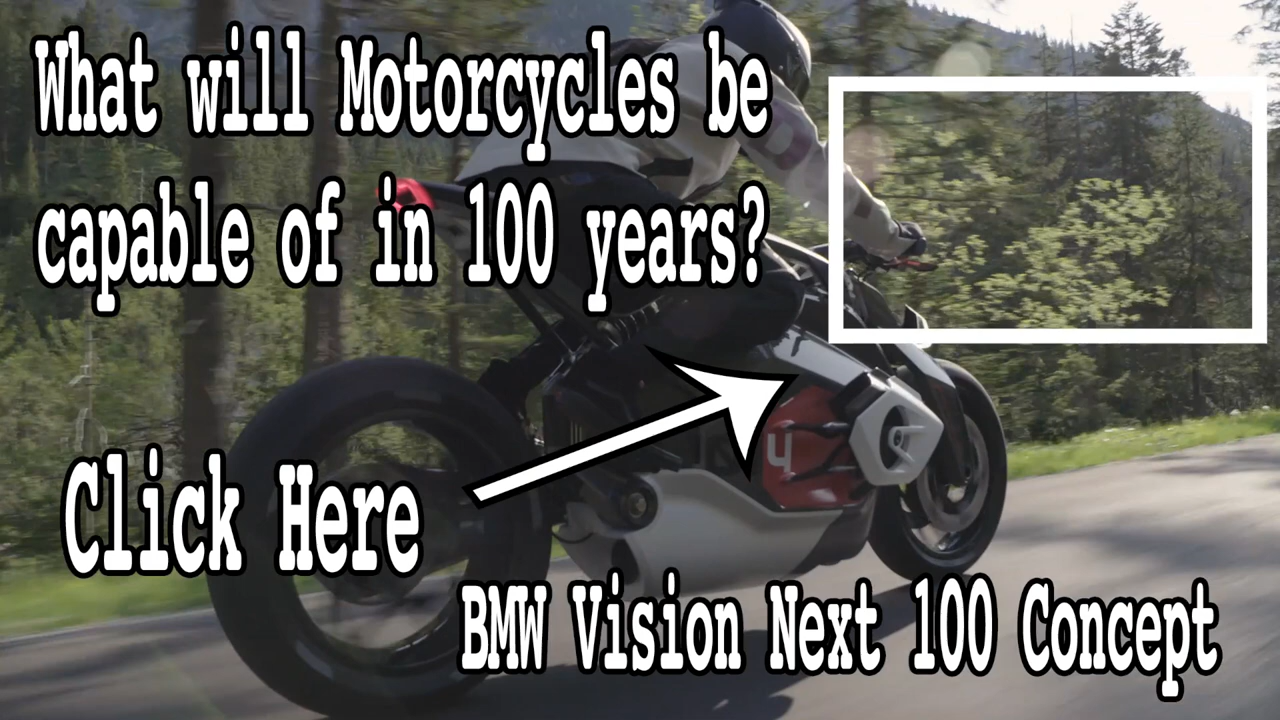 What will Motorcycles be
capable of in 100 years?
Click Here
BMW Vision Next 100 Concept